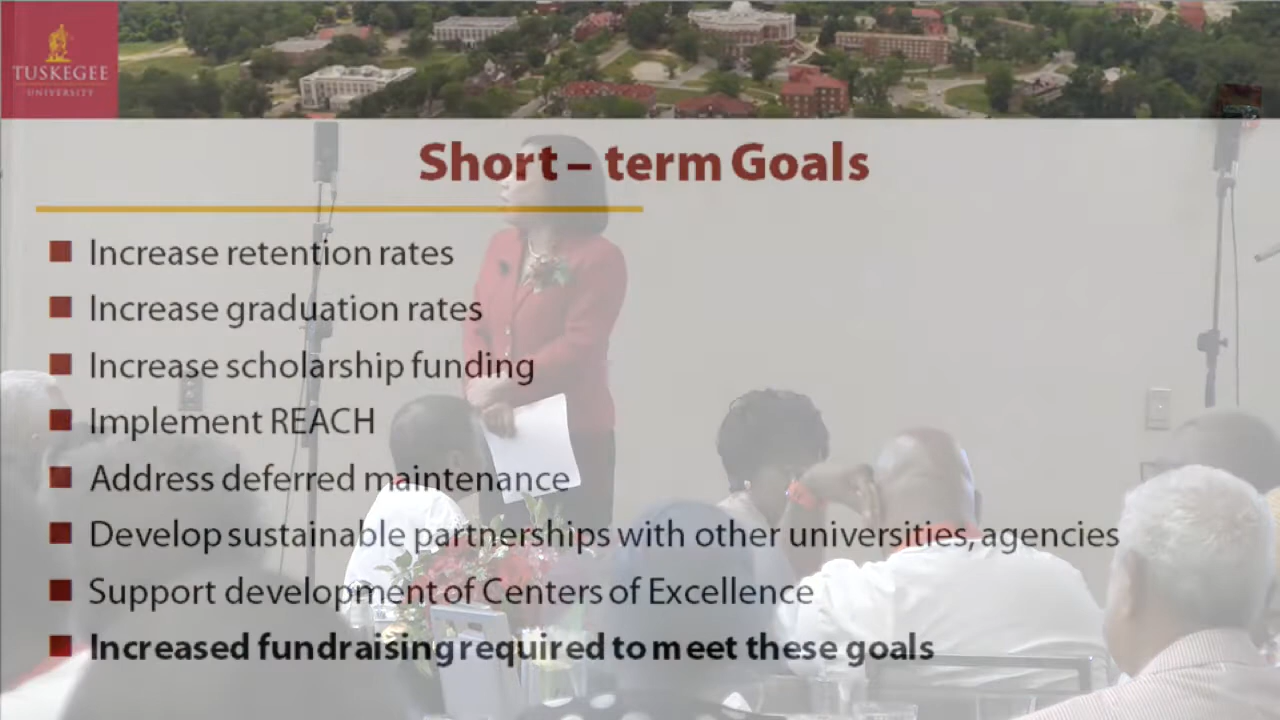 TUSKEGEE
UNIVERSITY
Short – term Goals
Increase retention rates
Increase graduation rates
Increase scholarship funding
Implement REACH
Address deferred maintenance
Develop sustainable partnerships with other universities, agencies
Support development of Centers of Excellence
Increased fundraising required to meet these goals